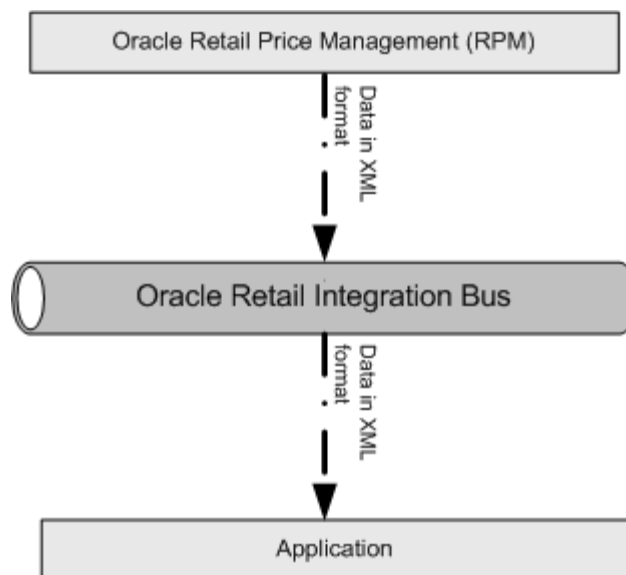 Oracle Retail Price Management (RPM)
Data in XML
format
Oracle Retail Integration Bus
Data in XML
format
Application